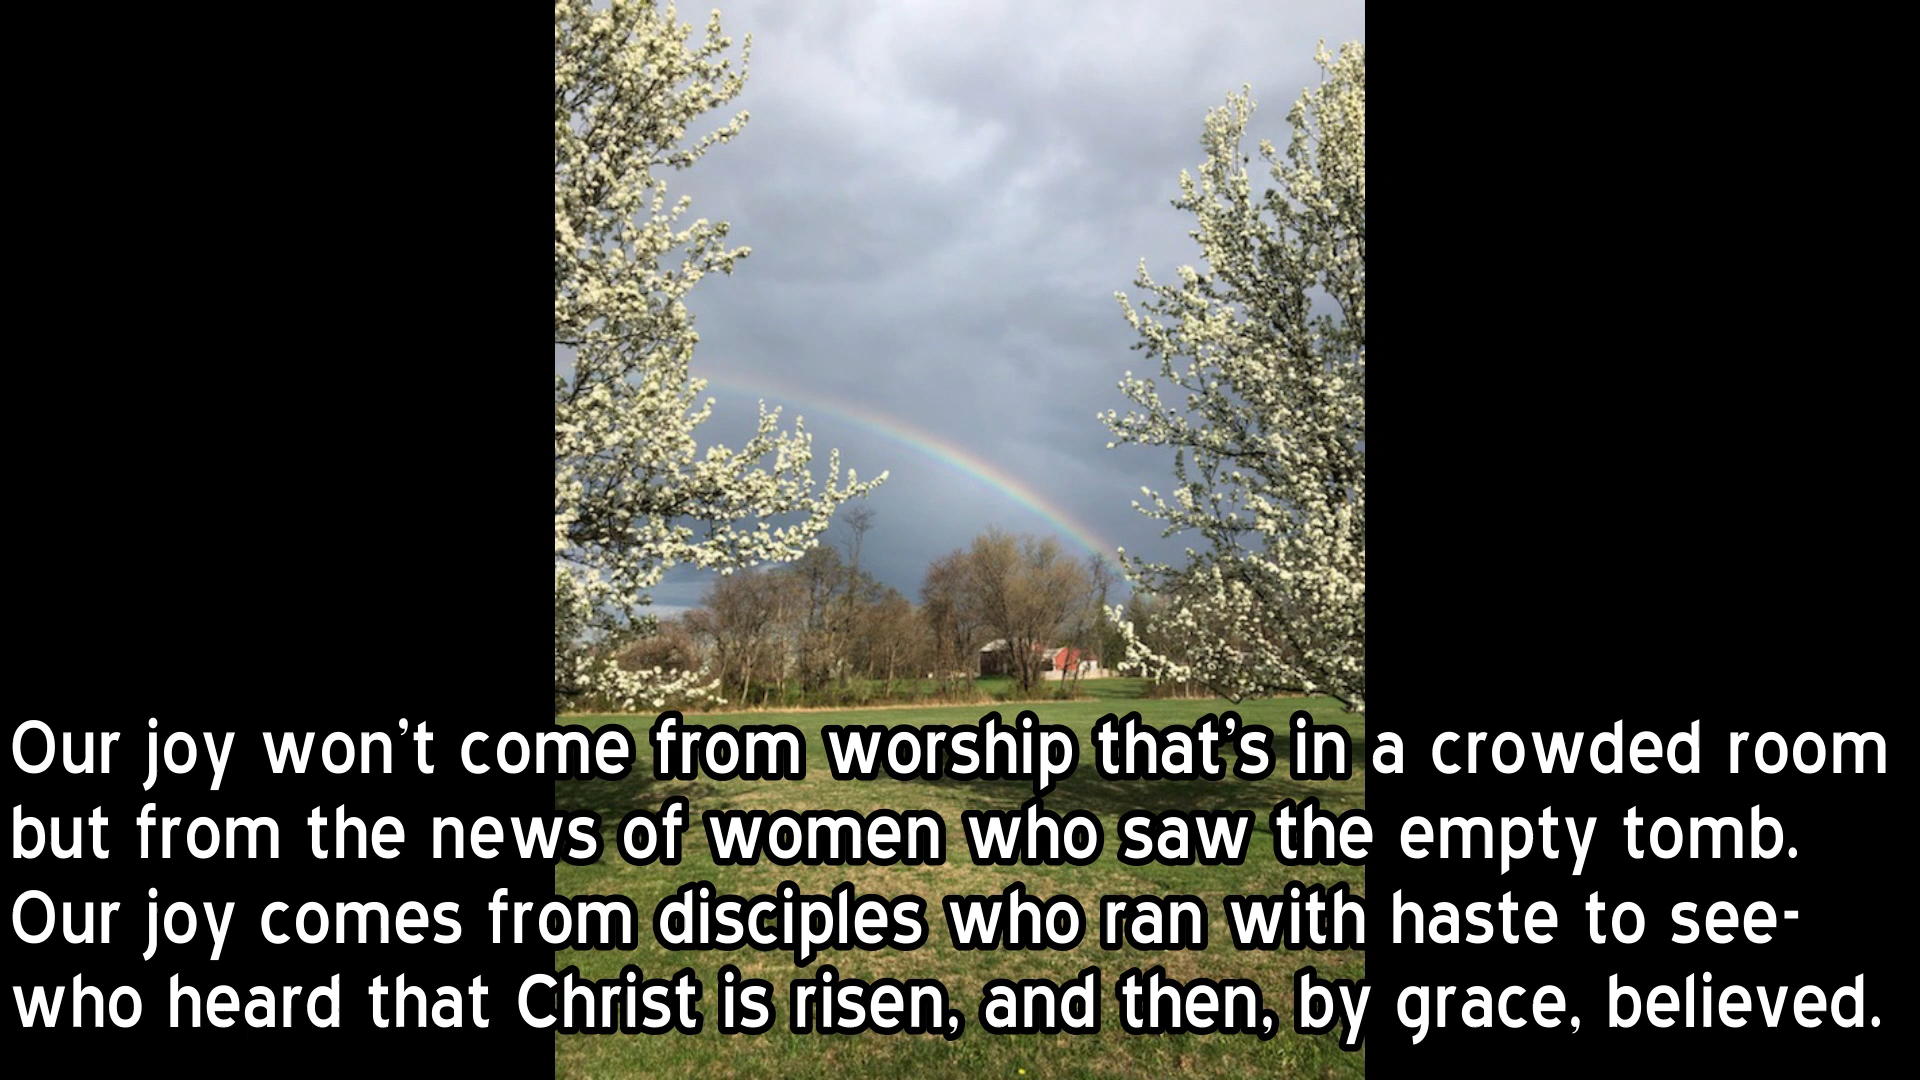 Our joy won't come from worship that's in a crowded room
but from the news of women who saw the empty tomb.
Our joy comes from disciples who ran with haste to see-
who heard that Christ is risen, and then, by grace, believed.